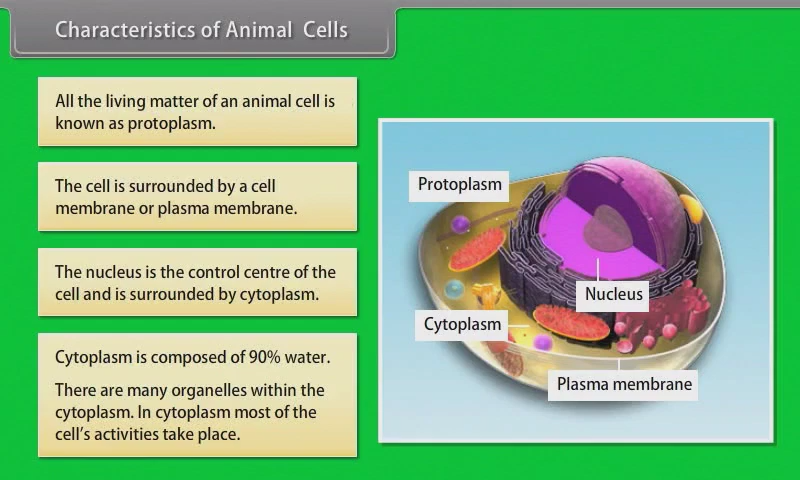 Characteristics of Animal Cells
All the living matter of an animal cell is
known as protoplasm.
The cell is surrounded by a cell
membrane or plasma membrane.
The nucleus is the control centre of the
cell and is surrounded by cytoplasm.
Cytoplasm is composed of 90% water.
There are many organelles within the
cytoplasm. In cytoplasm most of the
cell's activities take place.
Protoplasm
Nucleus
Cytoplasm
Plasma membrane